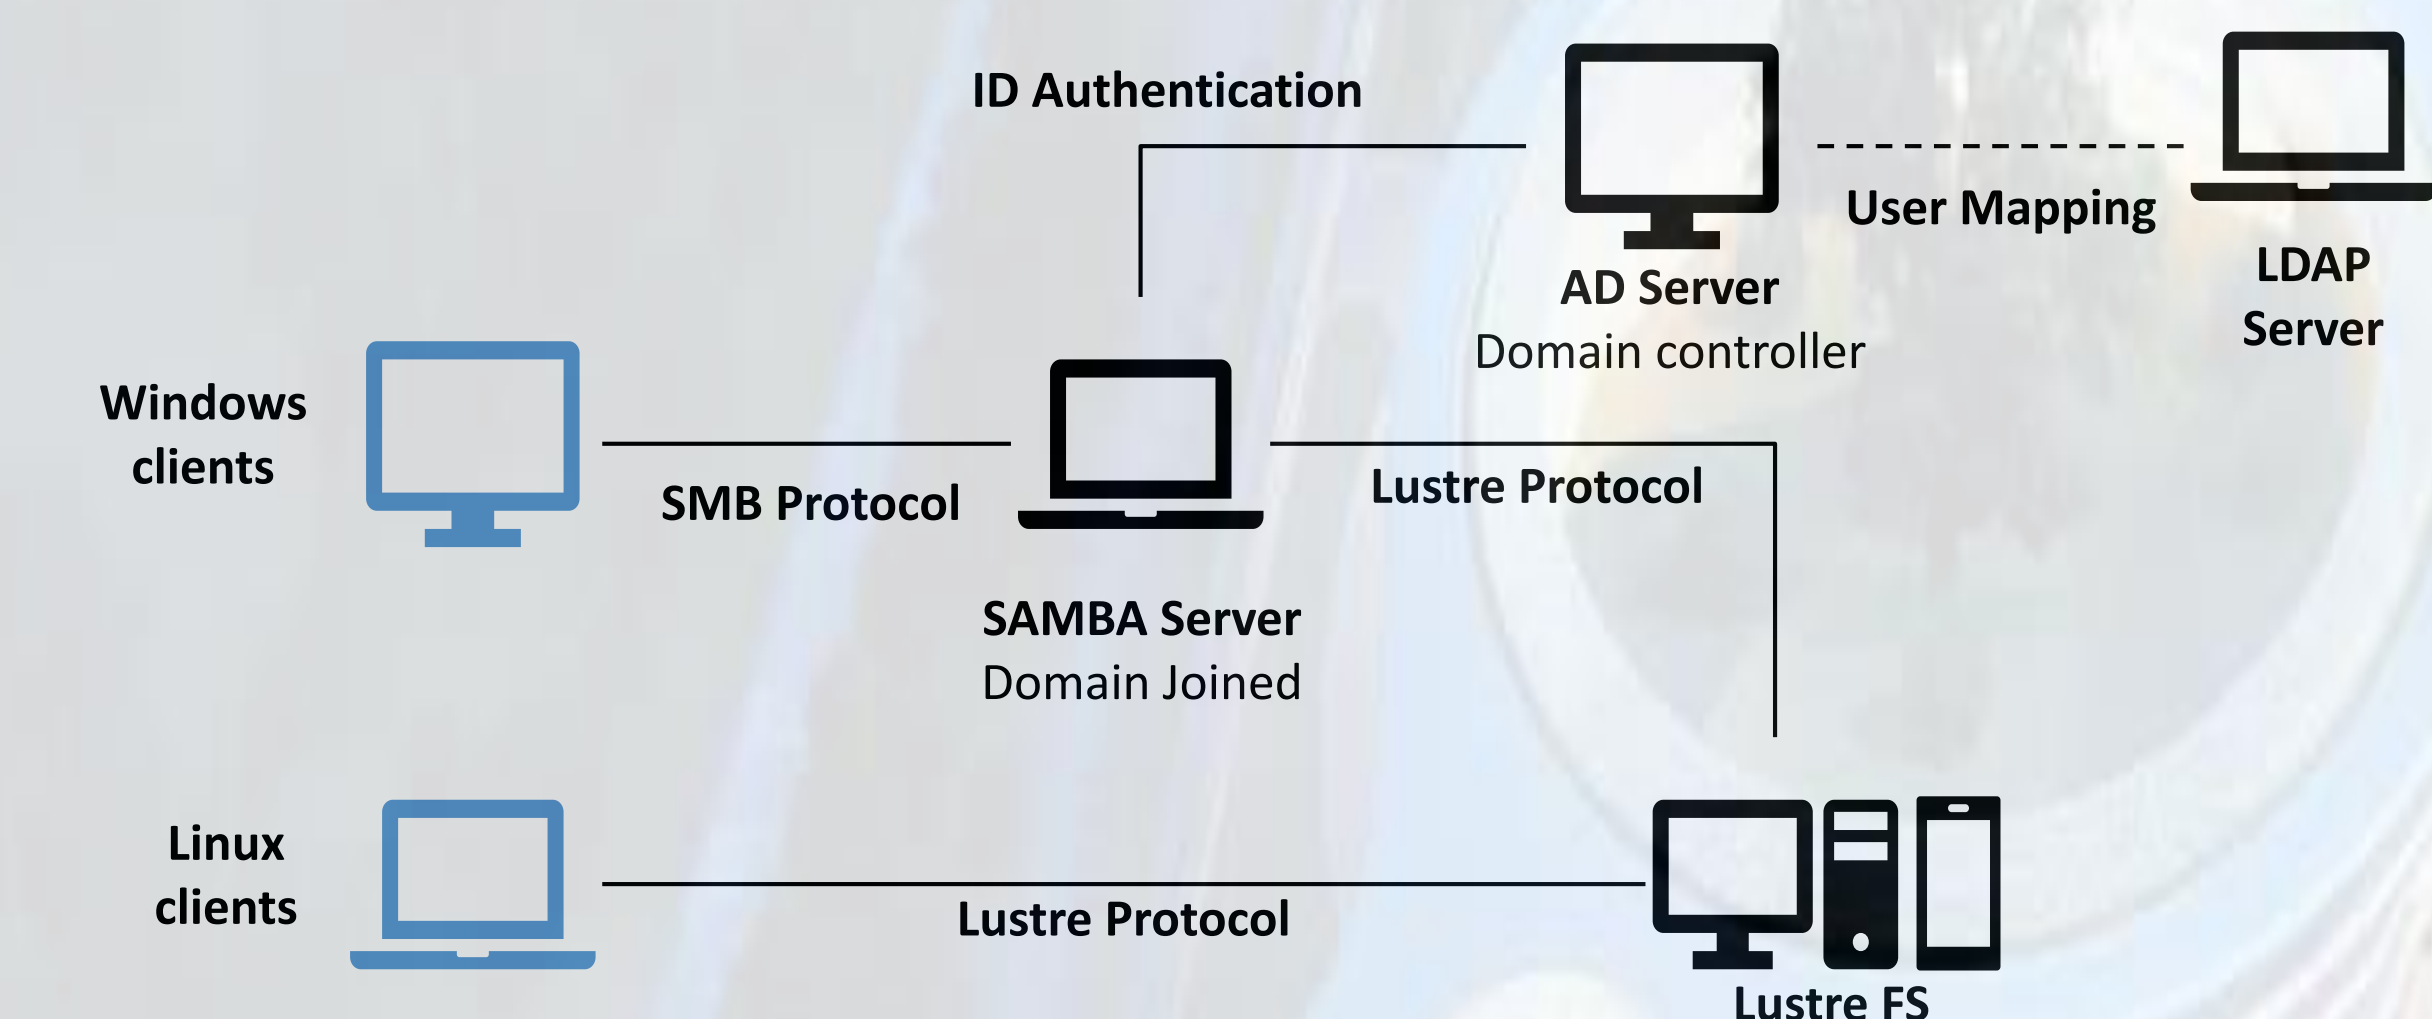 ID Authentication
User Mapping
AD Server
Domain controller
LDAP
Server
Windows
clients
SMB Protocol
Lustre Protocol
SAMBA Server
Domain Joined
Linux
clients
Lustre Protocol
Lustre FS